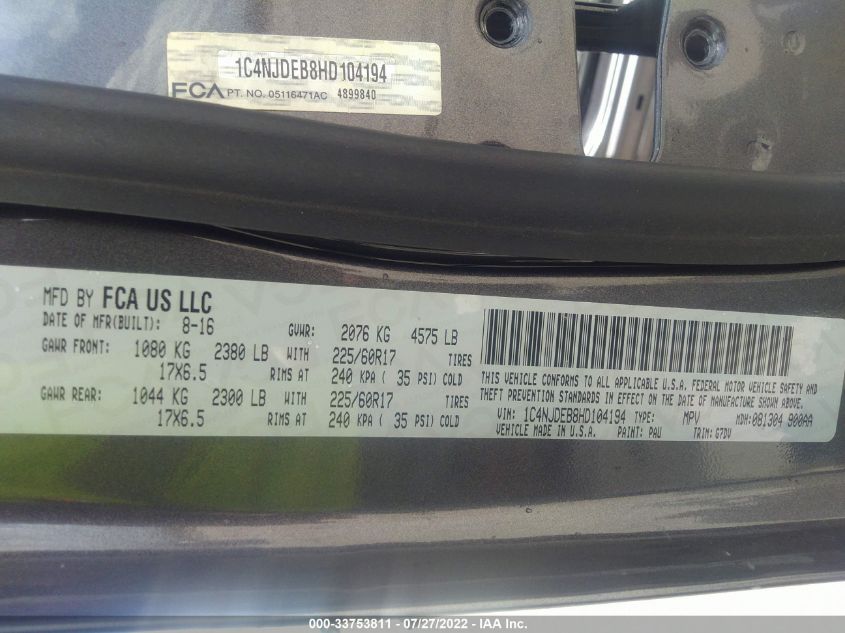 1C4NJDEB8HD104194
FCA PT. NO. 05116471AC 4899840
MFD BY FCA US LLC
DATE OF MFR(BUILT): 8-16 GVWR: 2076 KG 4575 LB
GAWR FRONT: 1080 KG 2380 LB WITH 225/60R17 TIRES
17X6.5 RIMS AT 240 KPA ( 35 PSI) COLD
GAWR REAR: 1044 KG 2300 LB WITH 225/60R17 TIRES
17X6.5 RIMS AT 240 KPA ( 35 PSI) COLD
THIS VEHICLE CONFORMS TO ALL APPLICABLE U.S.A. FEDERAL MOTOR VEHICLE SAFETY AND
THEFT PREVENTION STANDARDS IN EFFECT ON THE DATE OF MANUFACTURE SHOWN ABOVE.
VIN: 1C4NJDEB8HD104194 TYPE: MPV MDH: 081304 900AA
VEHICLE MADE IN U.S.A. PAINT: PAU TRIM: G7DV
000-33753811 - 07/27/2022 - IAA Inc.